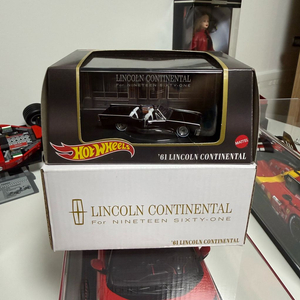 LINCOLN CONTINENTAL
For NINETEEN SIXTY-ONE
Hot Wheels
MATTEL
'61 LINCOLN CONTINENTAL
LINCOLN CONTINENTAL
For NINETEEN SIXTY-ONE
'61 LINCOLN CONTINENTAL